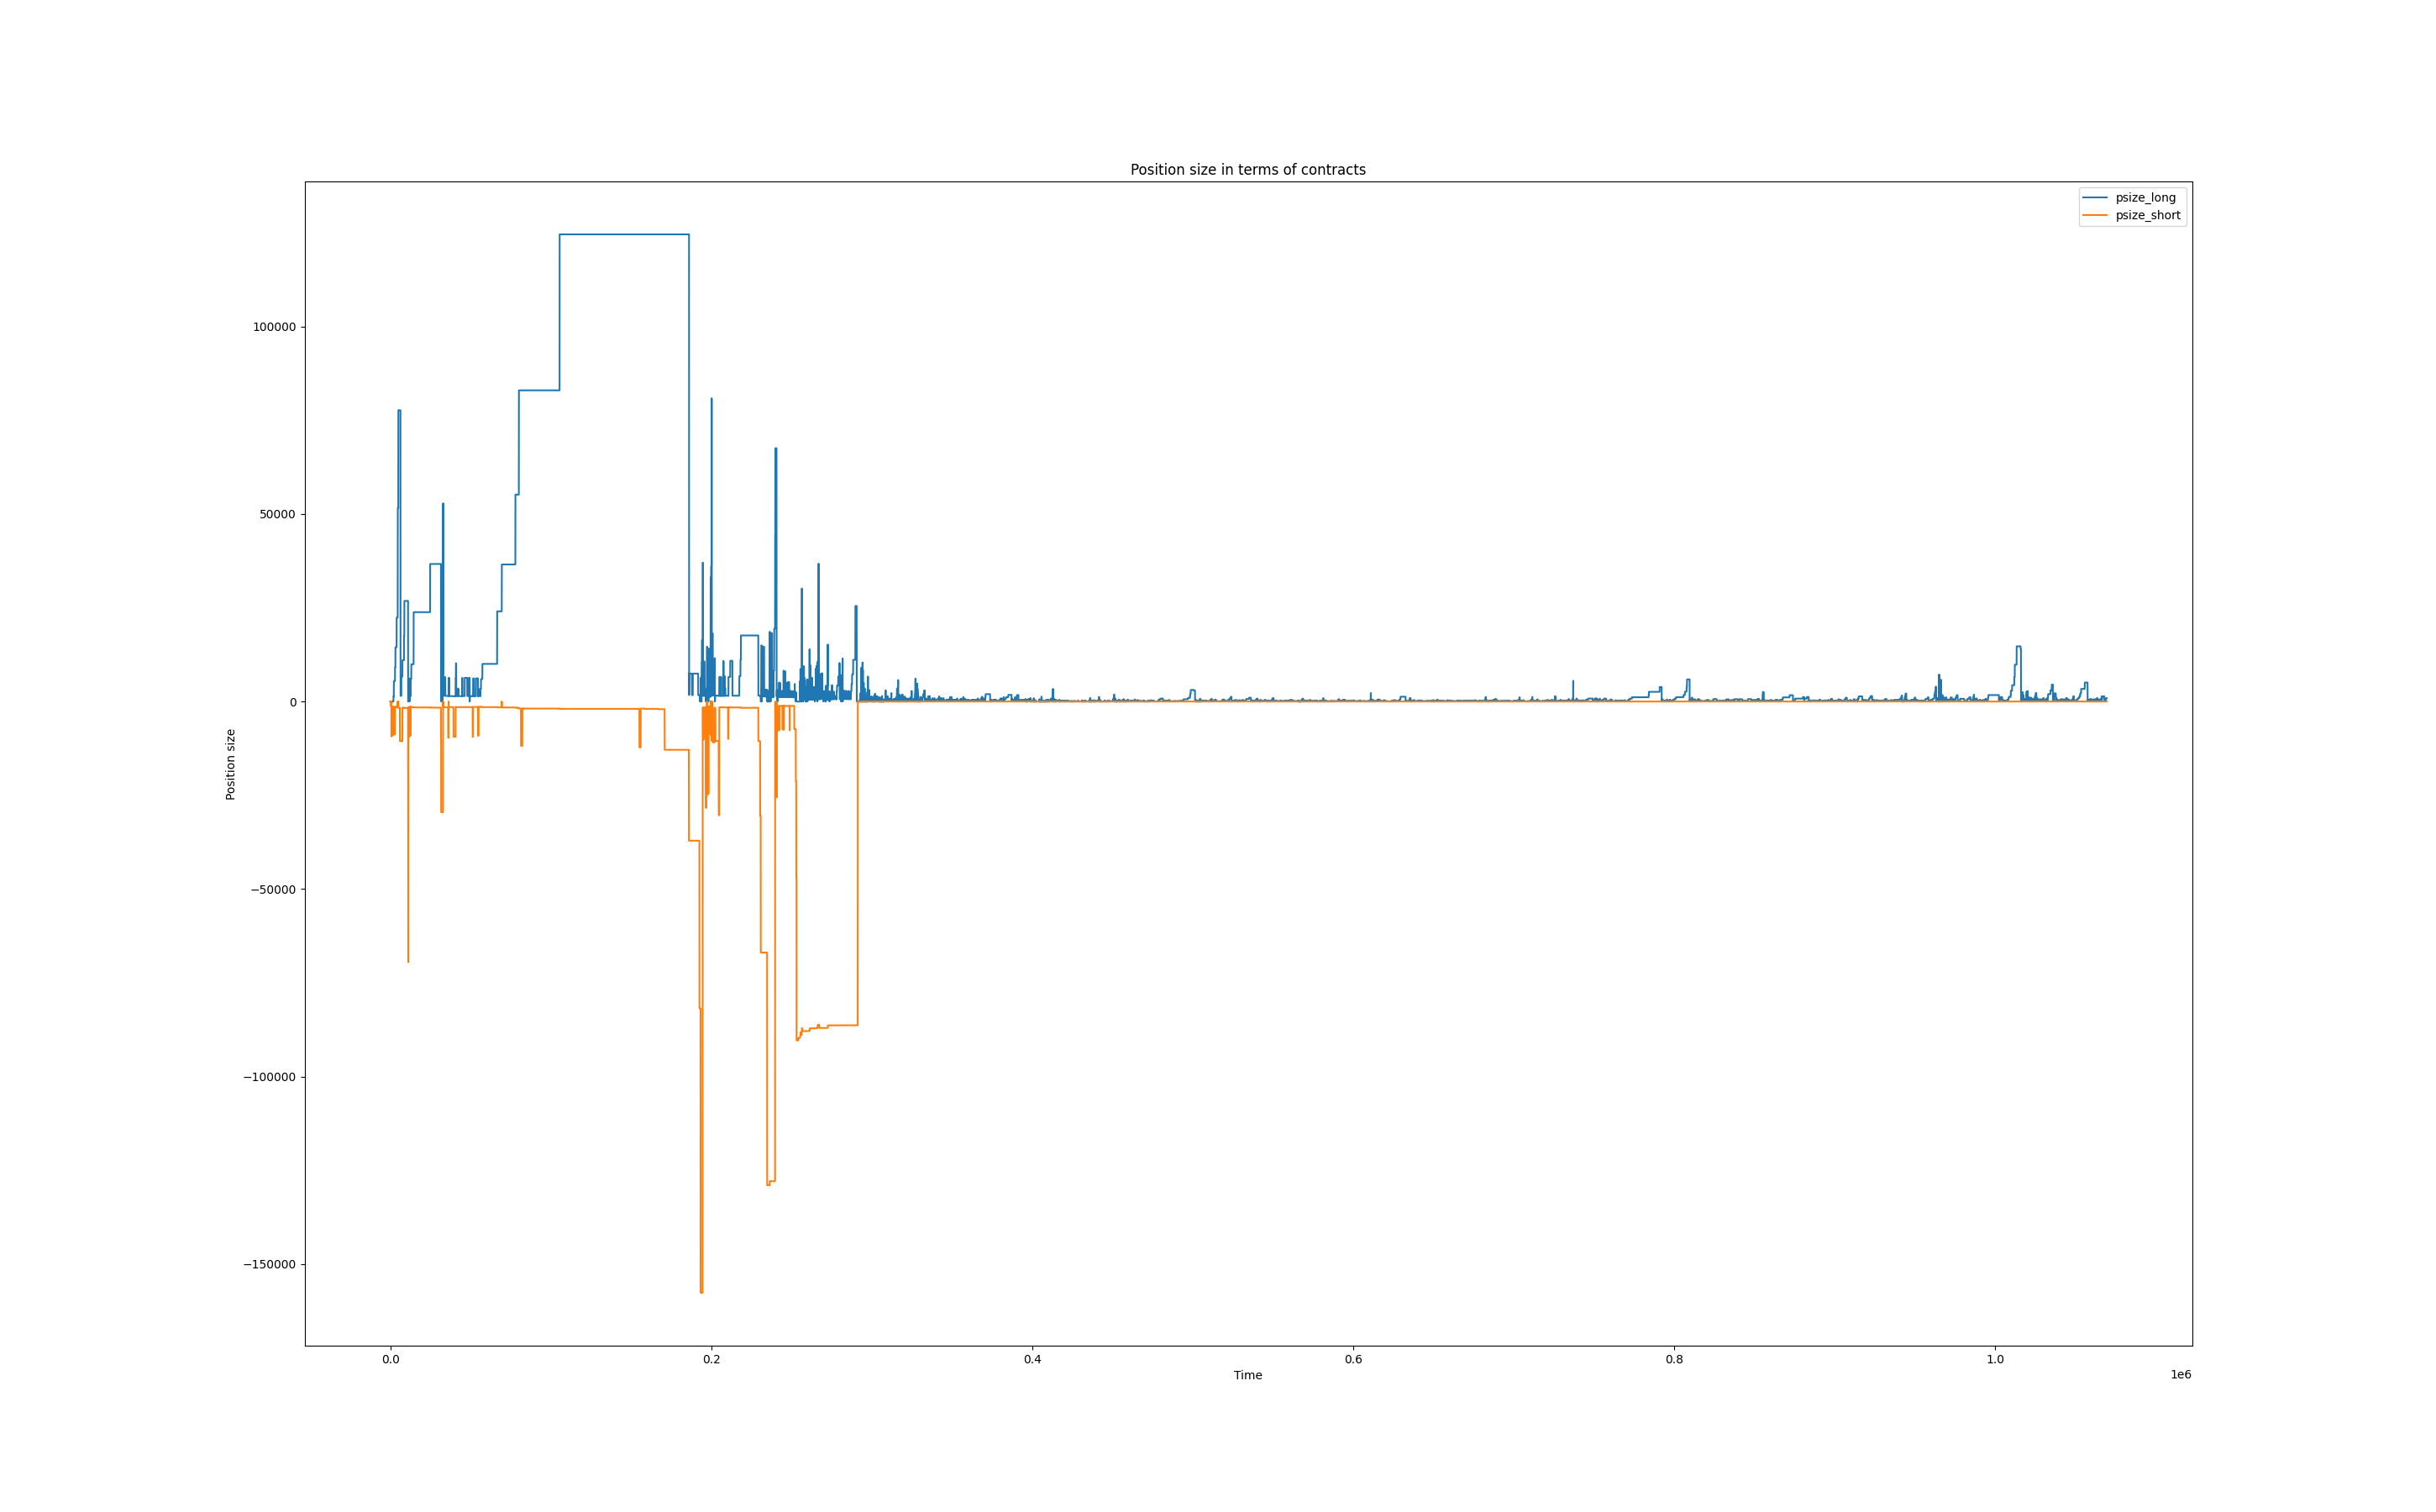 Position size in terms of contracts
psize_long
psize_short
100000
50000
0
−50000
−100000
−150000
Position size
0.0 0.2 0.4 0.6 0.8 1.0
Time
1e6